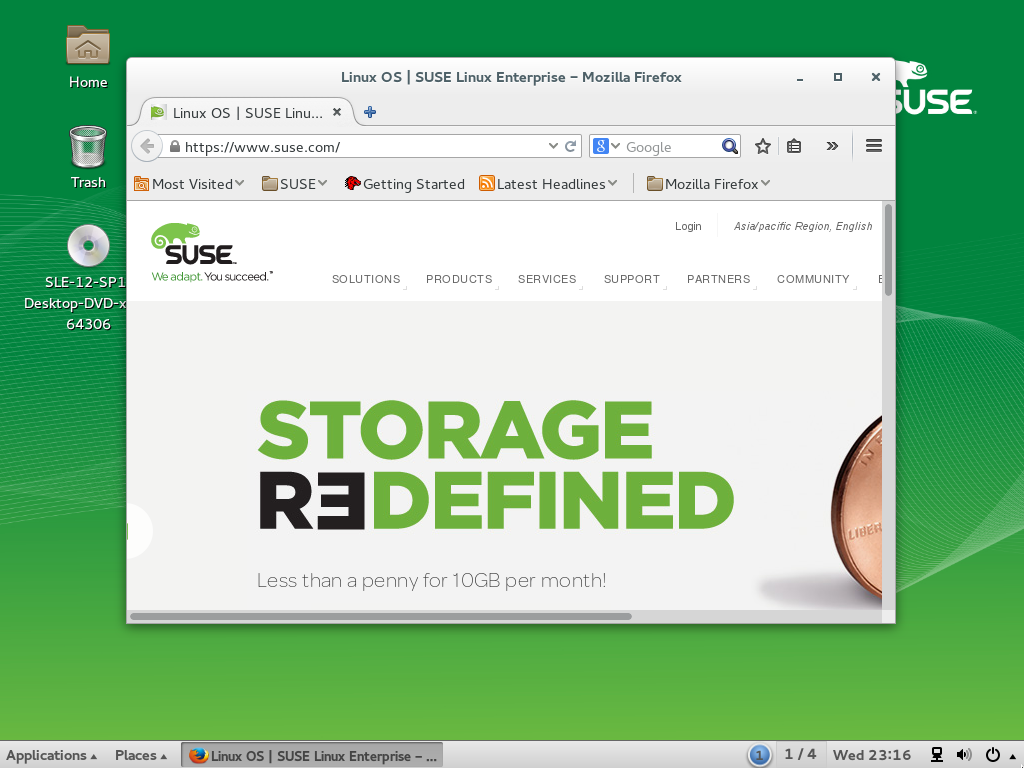 Home
Trash
SLE-12-SP1
Desktop-DVD-x
64306
SUSE
Linux OS | SUSE Linux Enterprise – Mozilla Firefox
Linux OS | SUSE Linu...
https://www.suse.com/
Google
Most Visited
SUSE
Getting Started
Latest Headlines
Mozilla Firefox
Login
Asia/pacific Region, English
SUSE
We adapt. You succeed.™
SOLUTIONS
PRODUCTS
SERVICES
SUPPORT
PARTNERS
COMMUNITY
STORAGE
RƎDEFINED
Less than a penny for 10GB per month!
Applications
Places
Linux OS | SUSE Linux Enterprise – ...
1
1 / 4
Wed 23:16